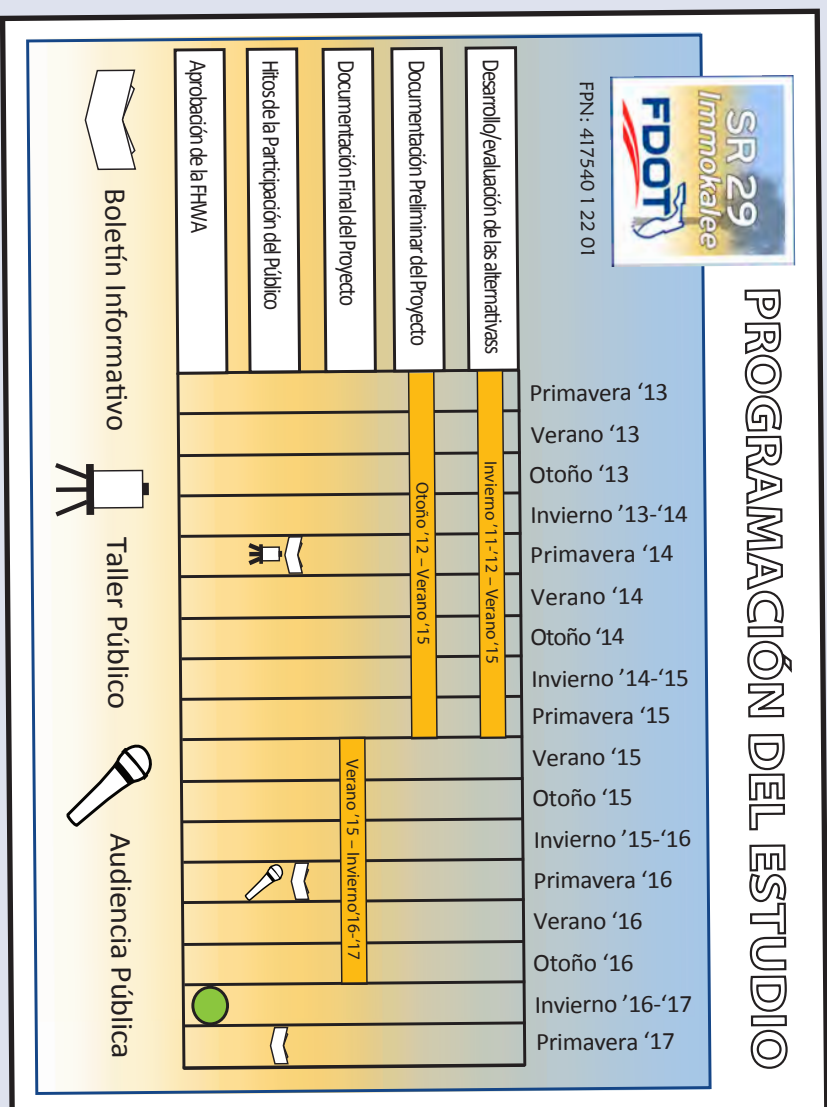 PROGRAMACIÓN DEL ESTUDIO
SR 29
Immokalee
FDOT
FPN: 417540 1 22 01
Primavera '13
Verano '13
Otoño '13
Invierno '13-'14
Primavera '14
Verano '14
Otoño '14
Invierno '14-'15
Primavera '15
Verano '15
Otoño '15
Invierno '15-'16
Primavera '16
Verano '16
Otoño '16
Invierno '16-'17
Primavera '17
Desarrollo/evaluación de las alternativass
Invierno '11-'12 – Verano '15
Documentación Preliminar del Proyecto
Otoño '12 – Verano '15
Documentación Final del Proyecto
Verano '15 – Invierno'16-'17
Hitos de la Participación del Público
Aprobación de la FHWA
Boletín Informativo
Taller Público
Audiencia Pública